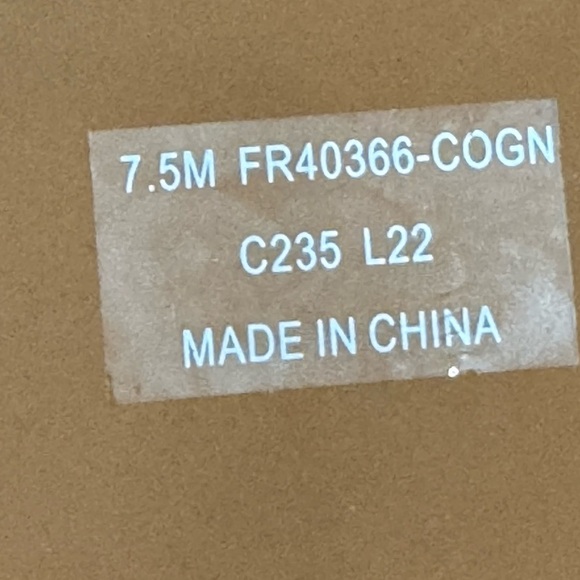 7.5M FR40366-COGN
C235 L22
MADE IN CHINA